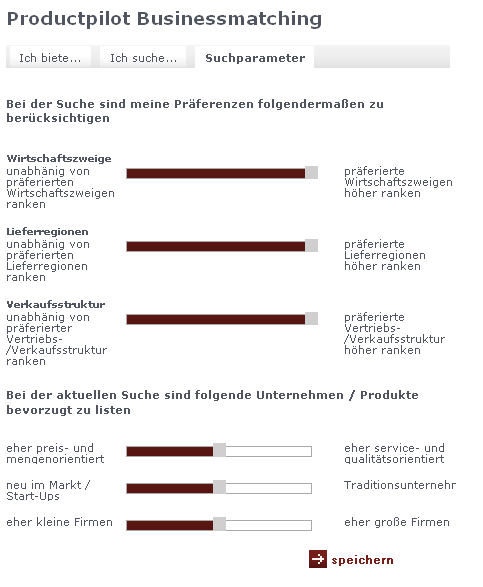 Productpilot Businessmatching
Ich biete... Ich suche... Suchparameter
Bei der Suche sind meine Präferenzen folgendermaßen zu
berücksichtigen
Wirtschaftszweige
unabhänig von
präferierten
Wirtschaftszweigen
ranken
präferierte
Wirtschaftszweigen
höher ranken
Lieferregionen
unabhänig von
präferierten
Lieferregionen
ranken
präferierte
Lieferregionen
höher ranken
Verkaufsstruktur
unabhänig von
präferierter
Vertriebs-
/Verkaufsstruktur
ranken
präferierte
Vertriebs-
/Verkaufsstruktur
höher ranken
Bei der aktuellen Suche sind folgende Unternehmen / Produkte
bevorzugt zu listen
eher preis- und
mengenorientiert
eher service- und
qualitätsorientiert
neu im Markt /
Start-Ups
Traditionsunternehr
eher kleine Firmen
eher große Firmen
speichern